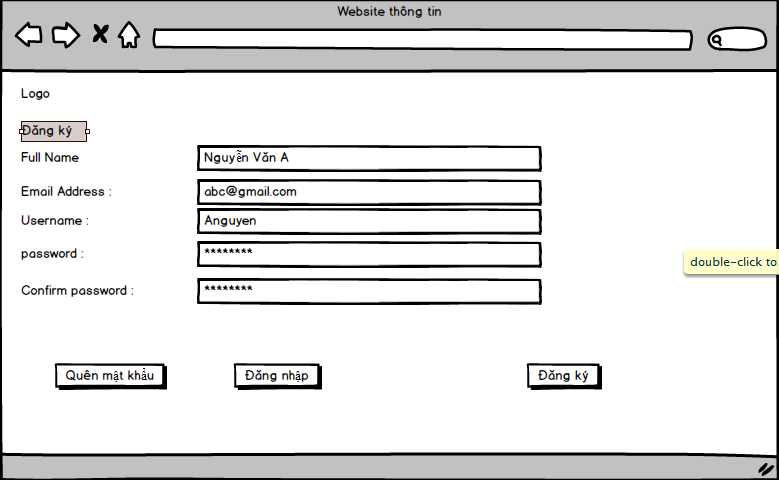 Website thông tin
Logo
Đăng ký
Full Name
Nguyễn Văn A
Email Address :
abc@gmail.com
Username :
Anguyen
password :
********
Confirm password :
********
double-click to
Quên mật khẩu
Đăng nhập
Đăng ký